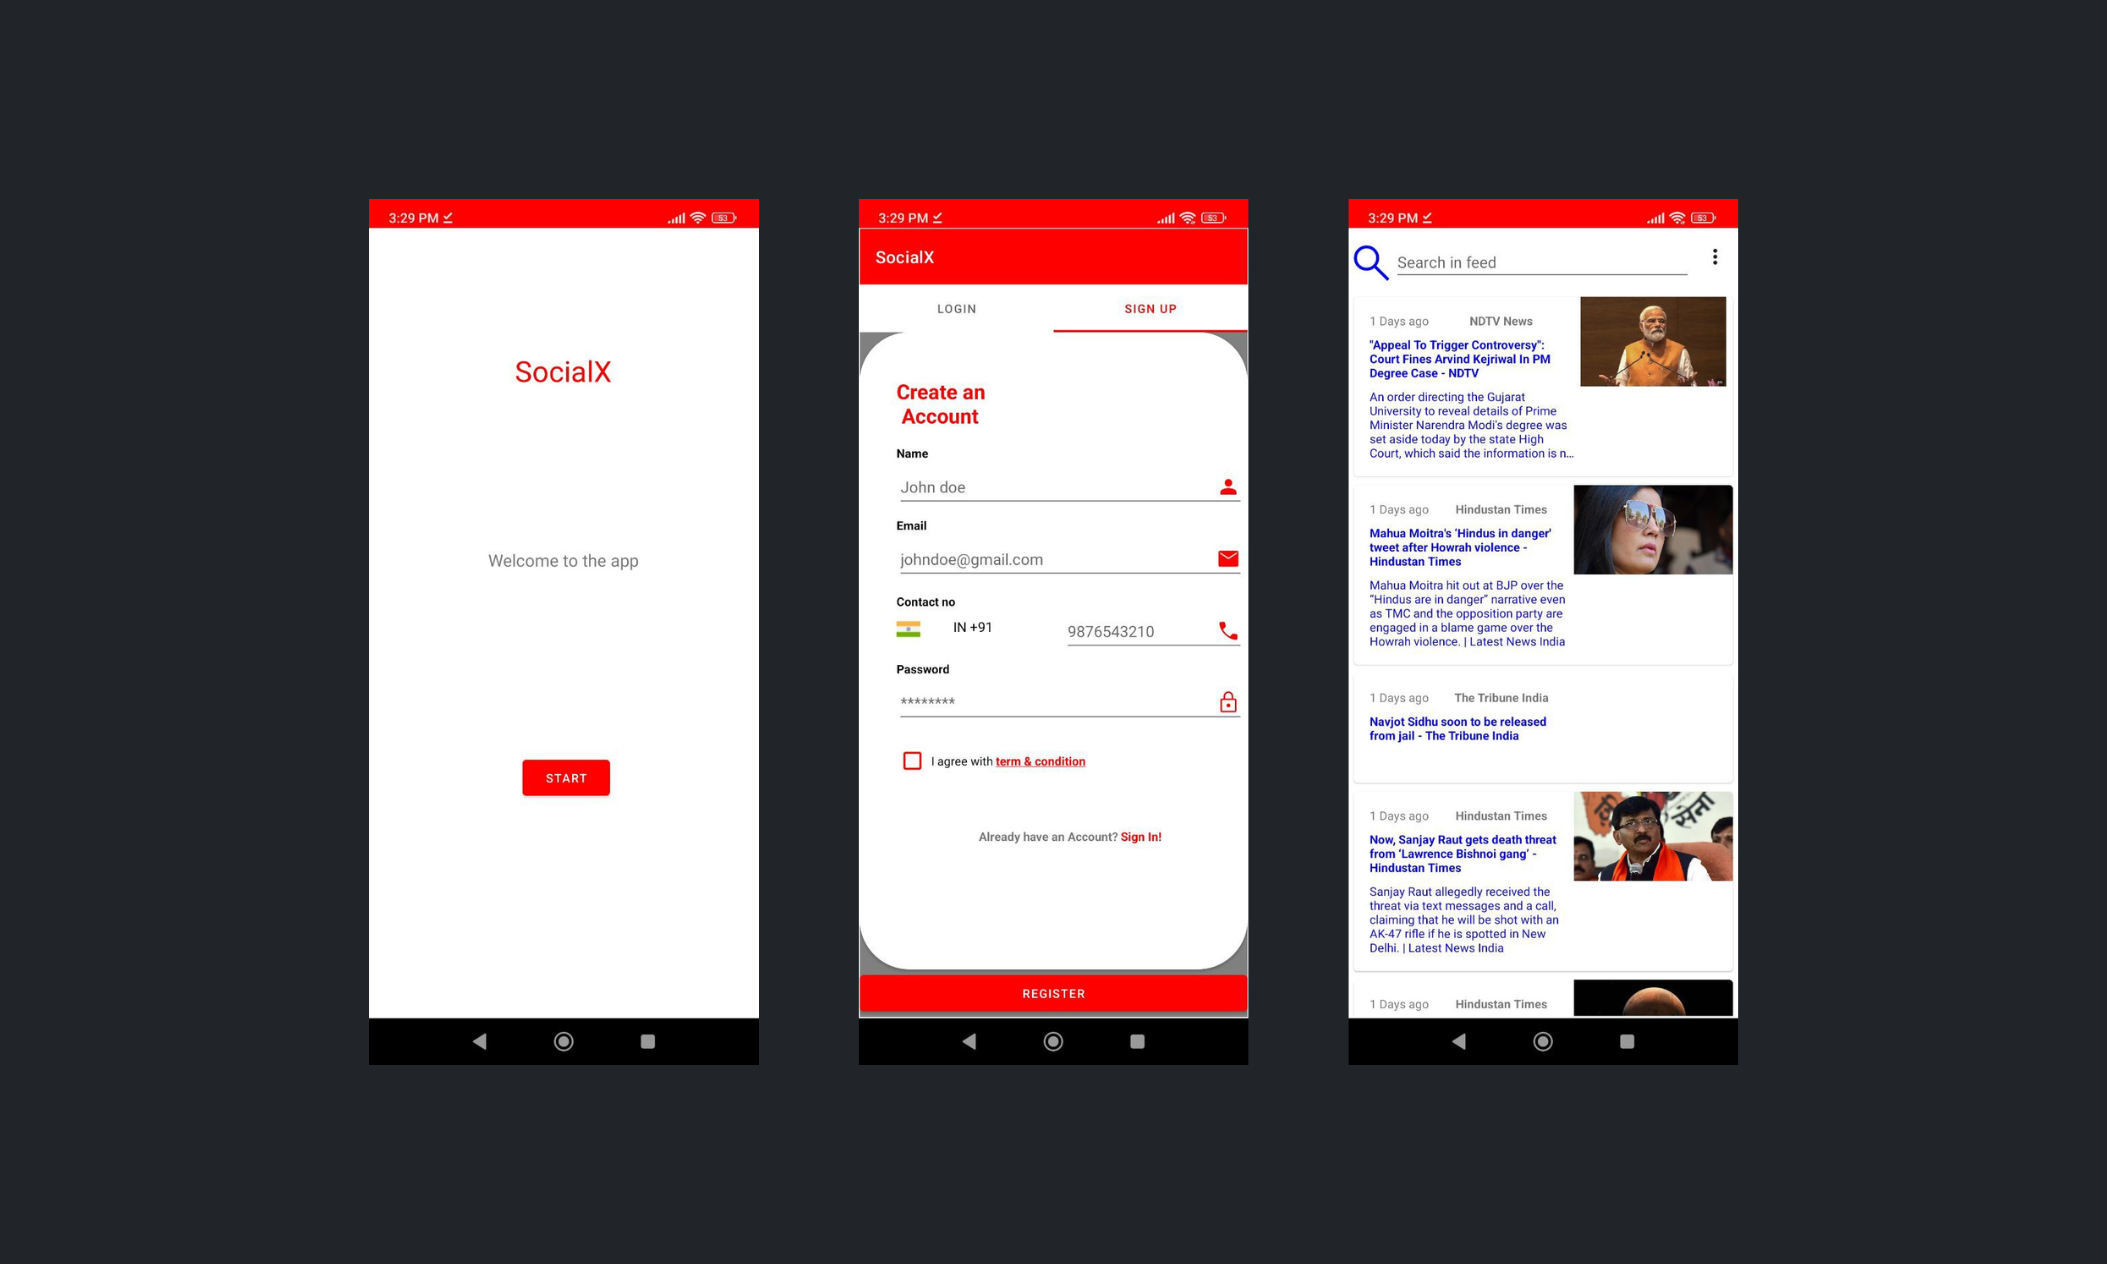 3:29 PM
53
SocialX
Welcome to the app
START
3:29 PM
53
SocialX
LOGIN
SIGN UP
Create an
Account
Name
John doe
Email
johndoe@gmail.com
Contact no
IN +91
9876543210
Password
********
I agree with term & condition
Already have an Account? Sign In!
REGISTER
3:29 PM
53
Search in feed
1 Days ago NDTV News
"Appeal To Trigger Controversy":
Court Fines Arvind Kejriwal In PM
Degree Case - NDTV
An order directing the Gujarat
University to reveal details of Prime
Minister Narendra Modi's degree was
set aside today by the state High
Court, which said the information is n...
1 Days ago Hindustan Times
Mahua Moitra's 'Hindus in danger'
tweet after Howrah violence -
Hindustan Times
Mahua Moitra hit out at BJP over the
“Hindus are in danger” narrative even
as TMC and the opposition party are
engaged in a blame game over the
Howrah violence. | Latest News India
1 Days ago The Tribune India
Navjot Sidhu soon to be released
from jail - The Tribune India
1 Days ago Hindustan Times
Now, Sanjay Raut gets death threat
from ‘Lawrence Bishnoi gang’ -
Hindustan Times
सेना
Sanjay Raut allegedly received the
threat via text messages and a call,
claiming that he will be shot with an
AK-47 rifle if he is spotted in New
Delhi. | Latest News India
1 Days ago Hindustan Times